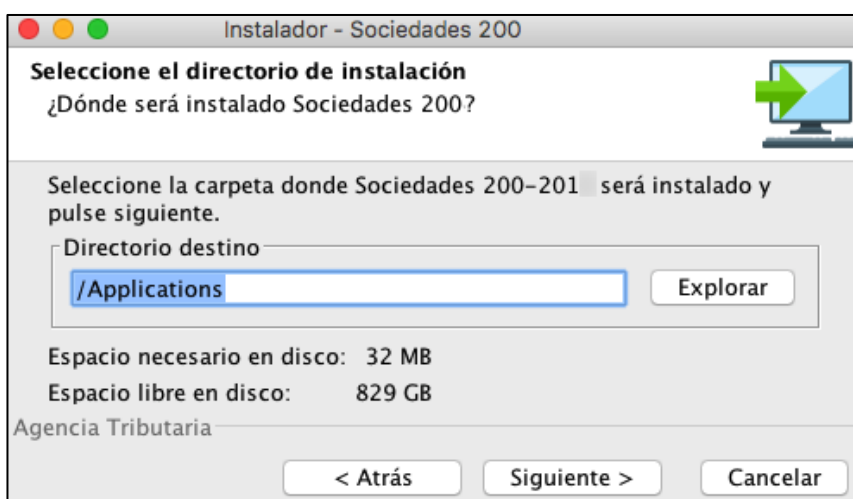 Instalador - Sociedades 200
Seleccione el directorio de instalación
¿Dónde será instalado Sociedades 200?
Seleccione la carpeta donde Sociedades 200-201 será instalado y
pulse siguiente.
Directorio destino
/Applications
Explorar
Espacio necesario en disco: 32 MB
Espacio libre en disco: 829 GB
Agencia Tributaria
< Atrás Siguiente > Cancelar